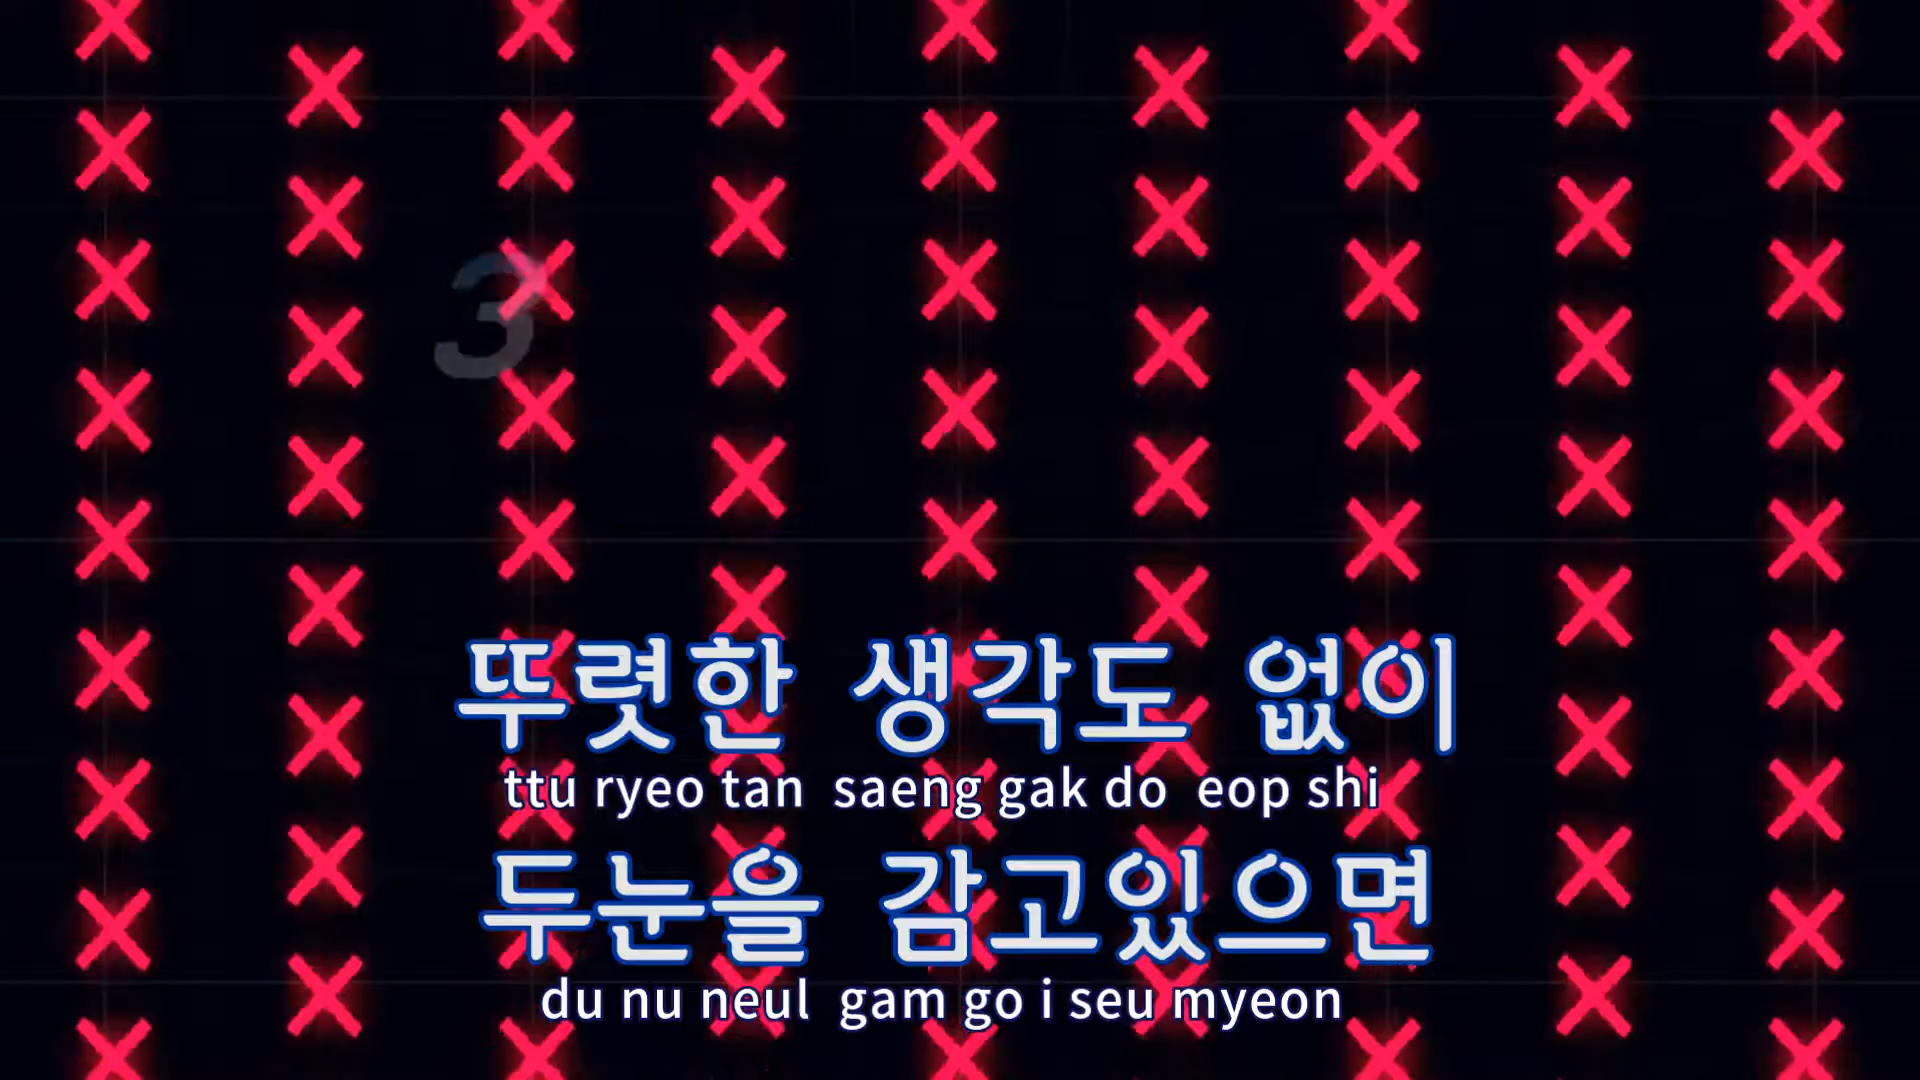 3
뚜렷한 생각도 없이
ttu ryeo tan saeng gak do eop shi
두눈을 감고있으면
du nu neul gam go i seu myeon